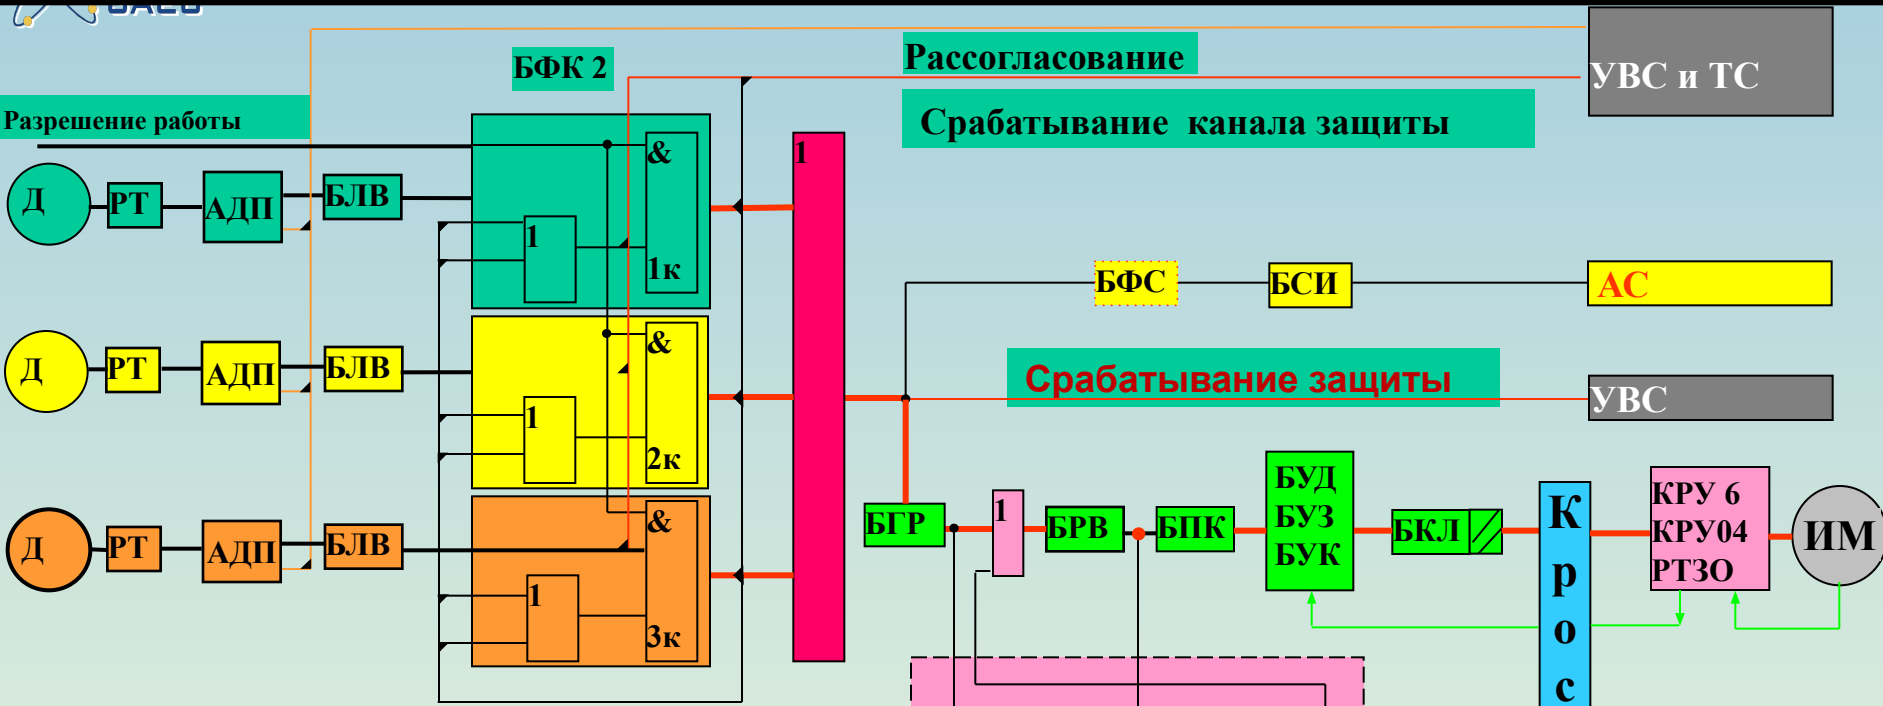 БФК 2
Рассогласование
УВС и ТС
Разрешение работы
Срабатывание канала защиты
Д
РТ
АДП
БЛВ
&
1
1к
1
БФС
БСИ
АС
Д
РТ
АДП
БЛВ
&
1
2к
Срабатывание защиты
УВС
Д
РТ
АДП
БЛВ
&
1
3к
БГР
1
БРВ
БПК
БУД
БУЗ
БУК
БКЛ
К
р
о
с
КРУ 6
КРУ04
РТЗО
ИМ